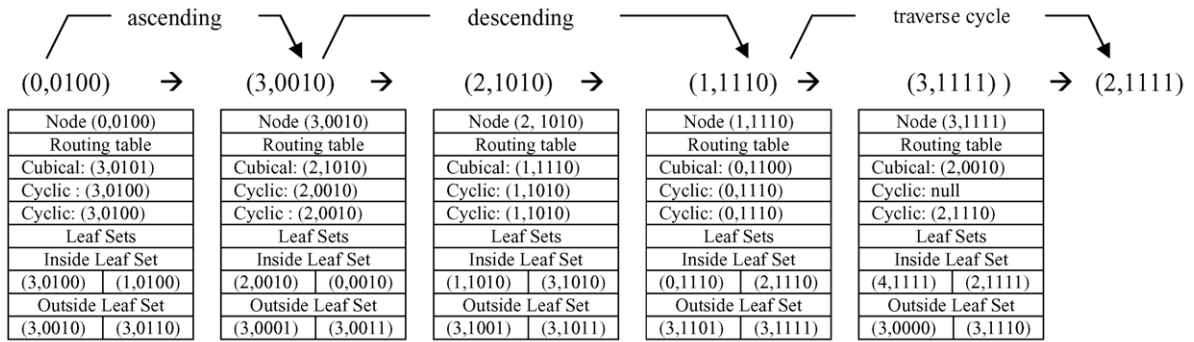 ascending descending traverse cycle
(0,0100) → (3,0010) → (2,1010) → (1,1110) → (3,1111) ) → (2,1111)
Node (0,0100)
Routing table
Cubical: (3,0101)
Cyclic : (3,0100)
Cyclic: (3,0100)
Leaf Sets
Inside Leaf Set
(3,0100) (1,0100)
Outside Leaf Set
(3,0010) (3,0110)
Node (3,0010)
Routing table
Cubical: (2,1010)
Cyclic: (2,0010)
Cyclic : (2,0010)
Leaf Sets
Inside Leaf Set
(2,0010) (0,0010)
Outside Leaf Set
(3,0001) (3,0011)
Node (2, 1010)
Routing table
Cubical: (1,1110)
Cyclic: (1,1010)
Cyclic: (1,1010)
Leaf Sets
Inside Leaf Set
(1,1010) (3,1010)
Outside Leaf Set
(3,1001) (3,1011)
Node (1,1110)
Routing table
Cubical: (0,1100)
Cyclic: (0,1110)
Cyclic: (0,1110)
Leaf Sets
Inside Leaf Set
(0,1110) (2,1110)
Outside Leaf Set
(3,1101) (3,1111)
Node (3,1111)
Routing table
Cubical: (2,0010)
Cyclic: null
Cyclic: (2,1110)
Leaf Sets
Inside Leaf Set
(4,1111) (2,1111)
Outside Leaf Set
(3,0000) (3,1110)